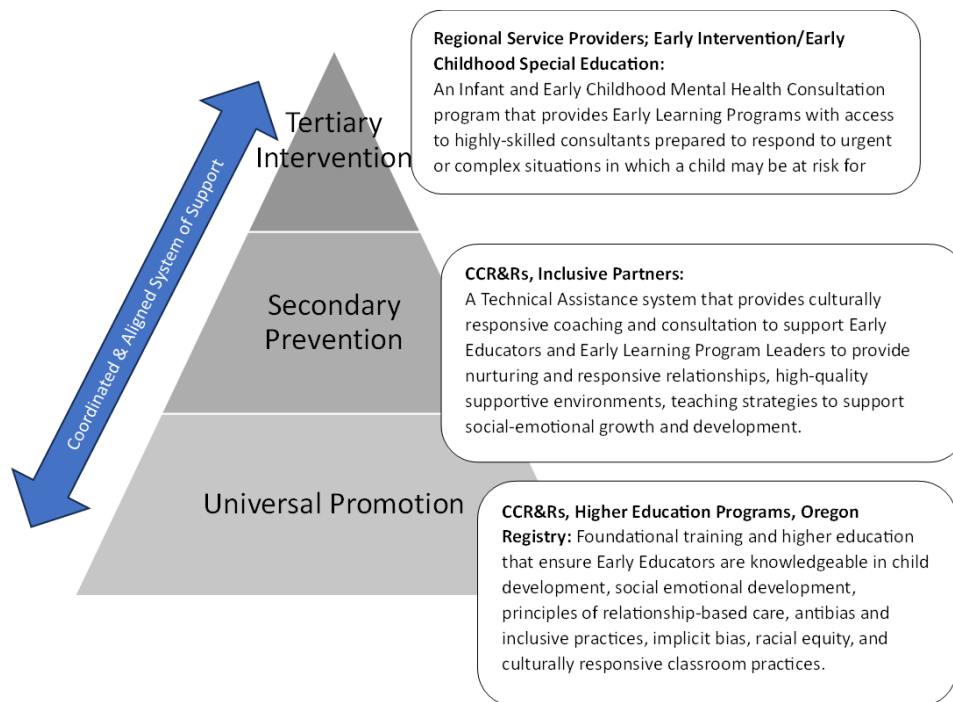 Regional Service Providers; Early Intervention/Early
Childhood Special Education:
An Infant and Early Childhood Mental Health Consultation
program that provides Early Learning Programs with access
to highly-skilled consultants prepared to respond to urgent
or complex situations in which a child may be at risk for
Tertiary
Intervention
Coordinated & Aligned System of Support
CCR&Rs, Inclusive Partners:
A Technical Assistance system that provides culturally
responsive coaching and consultation to support Early
Educators and Early Learning Program Leaders to provide
nurturing and responsive relationships, high-quality
supportive environments, teaching strategies to support
social-emotional growth and development.
Secondary
Prevention
Universal Promotion
CCR&Rs, Higher Education Programs, Oregon
Registry: Foundational training and higher education
that ensure Early Educators are knowledgeable in child
development, social emotional development,
principles of relationship-based care, antibias and
inclusive practices, implicit bias, racial equity, and
culturally responsive classroom practices.